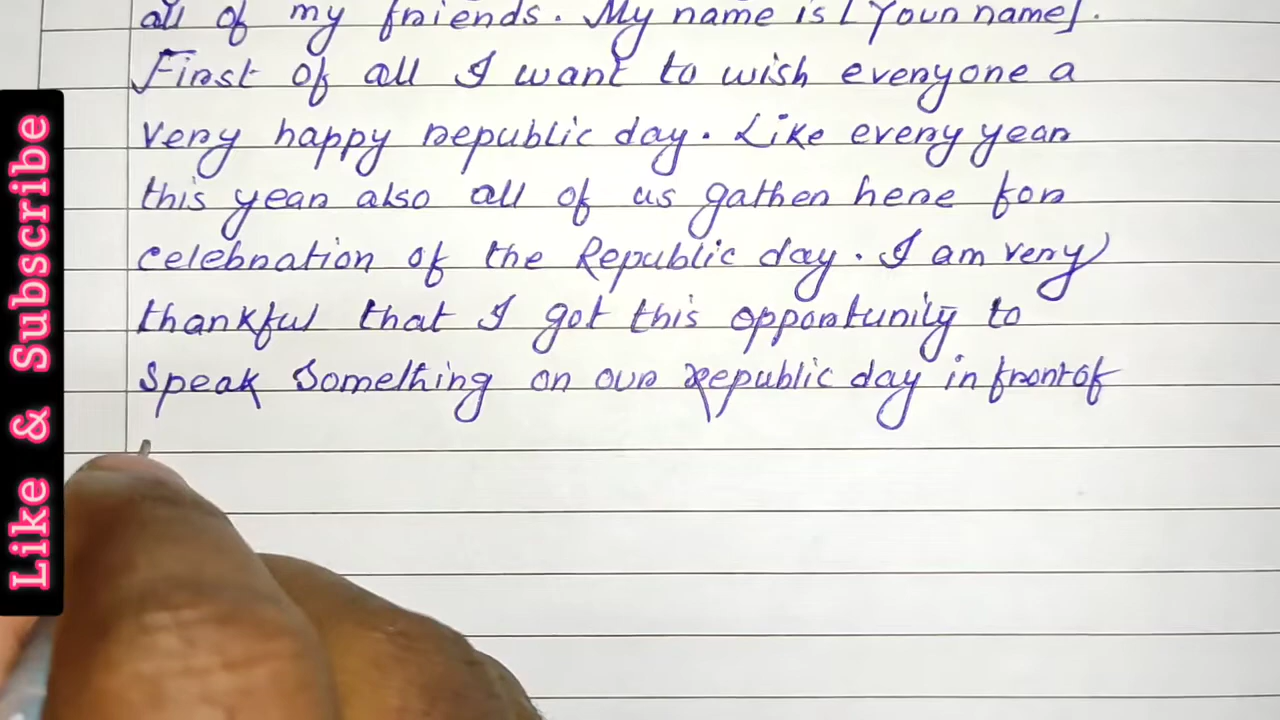 all of my friends. My name is [Your name].
First of all I want to wish everyone a
very happy republic day. Like every year
this year also all of us gather here for
celebration of the Republic day. I am very
thankful that I got this opportunity to
speak something on our Republic day in front of
Like & Subscribe